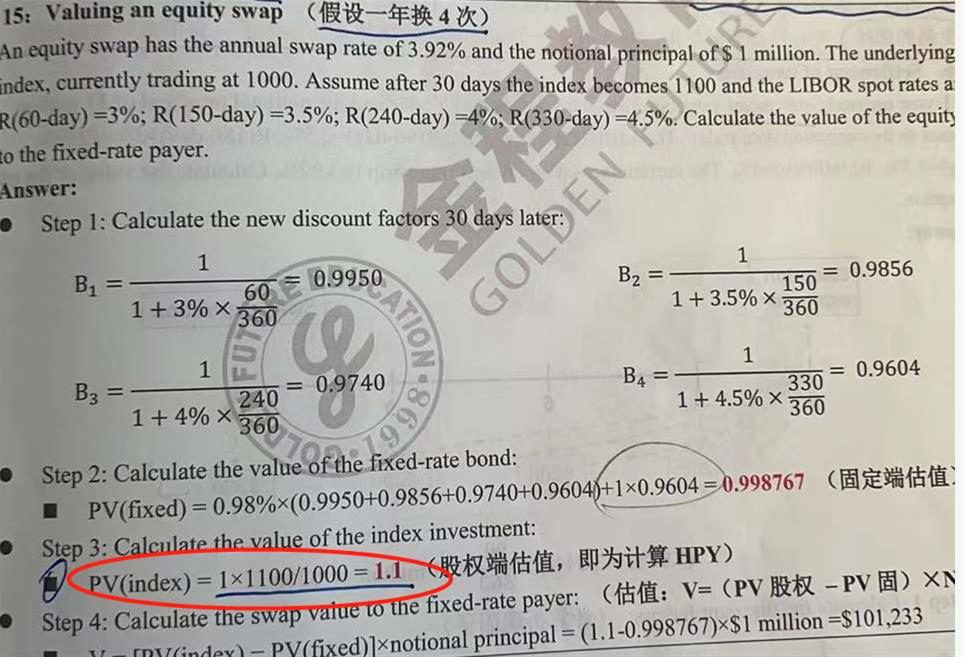 15: Valuing an equity swap （假设一年换 4 次）
An equity swap has the annual swap rate of 3.92% and the notional principal of $ 1 million. The underlying
index, currently trading at 1000. Assume after 30 days the index becomes 1100 and the LIBOR spot rates a
R(60-day) =3%; R(150-day) =3.5%; R(240-day) =4%; R(330-day) =4.5%. Calculate the value of the equity
to the fixed-rate payer.
Answer:
● Step 1: Calculate the new discount factors 30 days later:
B₁ = 1 / (1 + 3% × 60/360) = 0.9950
B₂ = 1 / (1 + 3.5% × 150/360) = 0.9856
B₃ = 1 / (1 + 4% × 240/360) = 0.9740
B₄ = 1 / (1 + 4.5% × 330/360) = 0.9604
● Step 2: Calculate the value of the fixed-rate bond:
■ PV(fixed) = 0.98%×(0.9950+0.9856+0.9740+0.9604)+1×0.9604 = 0.998767 （固定端估值
● Step 3: Calculate the value of the index investment:
■ PV(index) = 1×1100/1000 = 1.1 （股权端估值，即为计算 HPY）
● Step 4: Calculate the swap value to the fixed-rate payer: （估值：V=（PV 股权 – PV 固）×N
■ V = [PV(index) – PV(fixed)]×notional principal = (1.1-0.998767)×$1 million =$101,233
金程教
GOLDEN FUTURE
1998